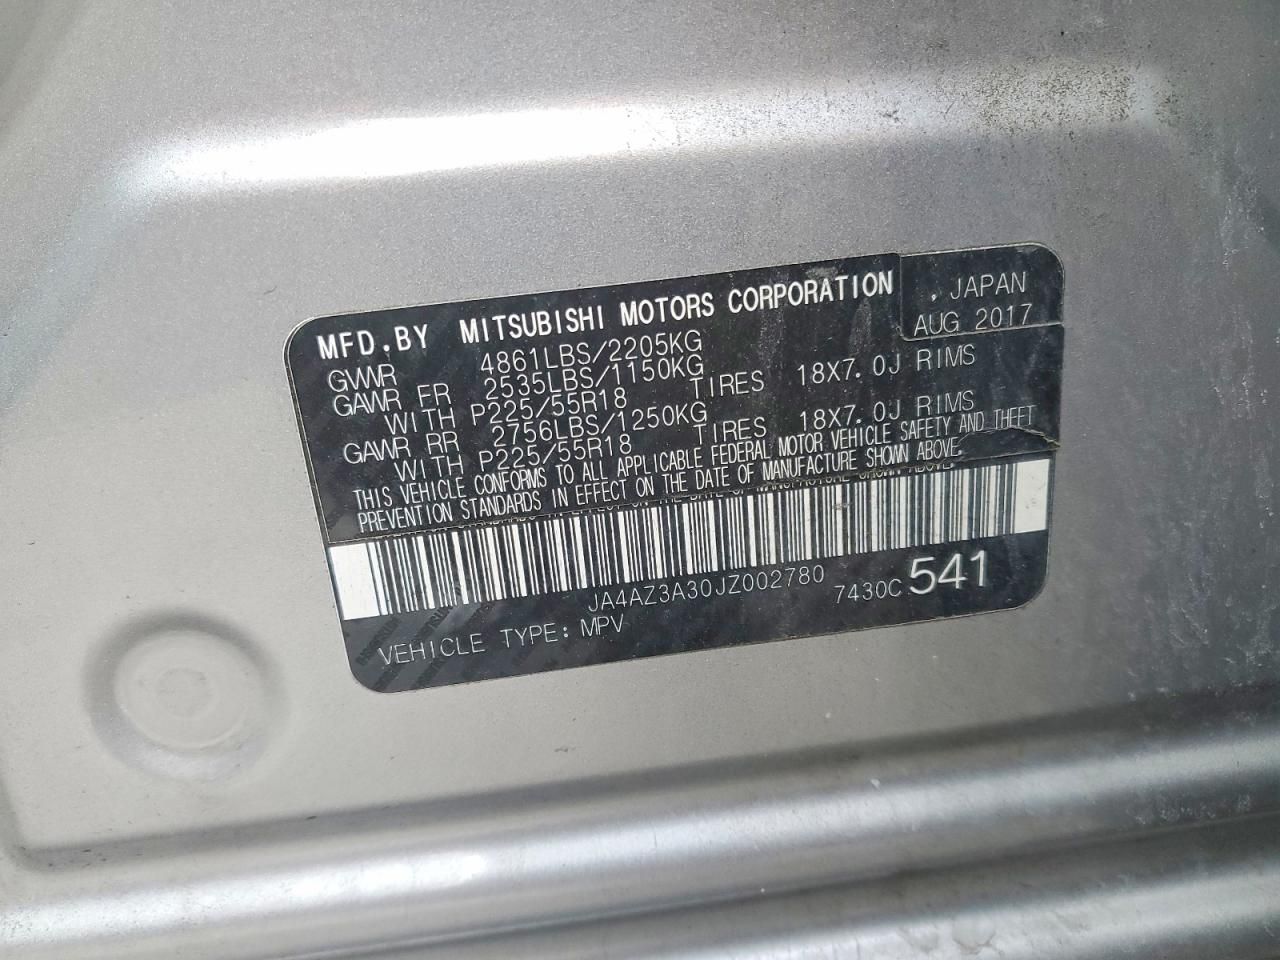 MFD.BY MITSUBISHI MOTORS CORPORATION , JAPAN
AUG 2017
GVWR 4861LBS/2205KG
GAWR FR 2535LBS/1150KG
WITH P225/55R18 TIRES 18X7.0J RIMS
GAWR RR 2756LBS/1250KG
WITH P225/55R18 TIRES 18X7.0J RIMS
THIS VEHICLE CONFORMS TO ALL APPLICABLE FEDERAL MOTOR VEHICLE SAFETY AND THEFT
PREVENTION STANDARDS IN EFFECT ON THE DATE OF MANUFACTURE SHOWN ABOVE.
JA4AZ3A30JZ002780 7430C 541
VEHICLE TYPE: MPV